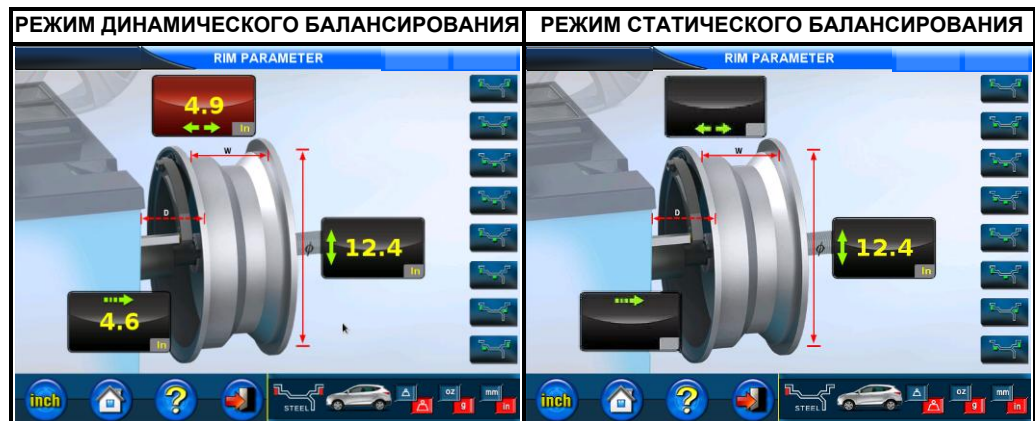 РЕЖИМ ДИНАМИЧЕСКОГО БАЛАНСИРОВАНИЯ
РЕЖИМ СТАТИЧЕСКОГО БАЛАНСИРОВАНИЯ
RIM PARAMETER
4.9
In
W
D
ϕ
12.4
In
4.6
In
inch
?
STEEL
oz
g
mm
in
RIM PARAMETER
W
D
ϕ
12.4
In
inch
?
STEEL
oz
g
mm
in